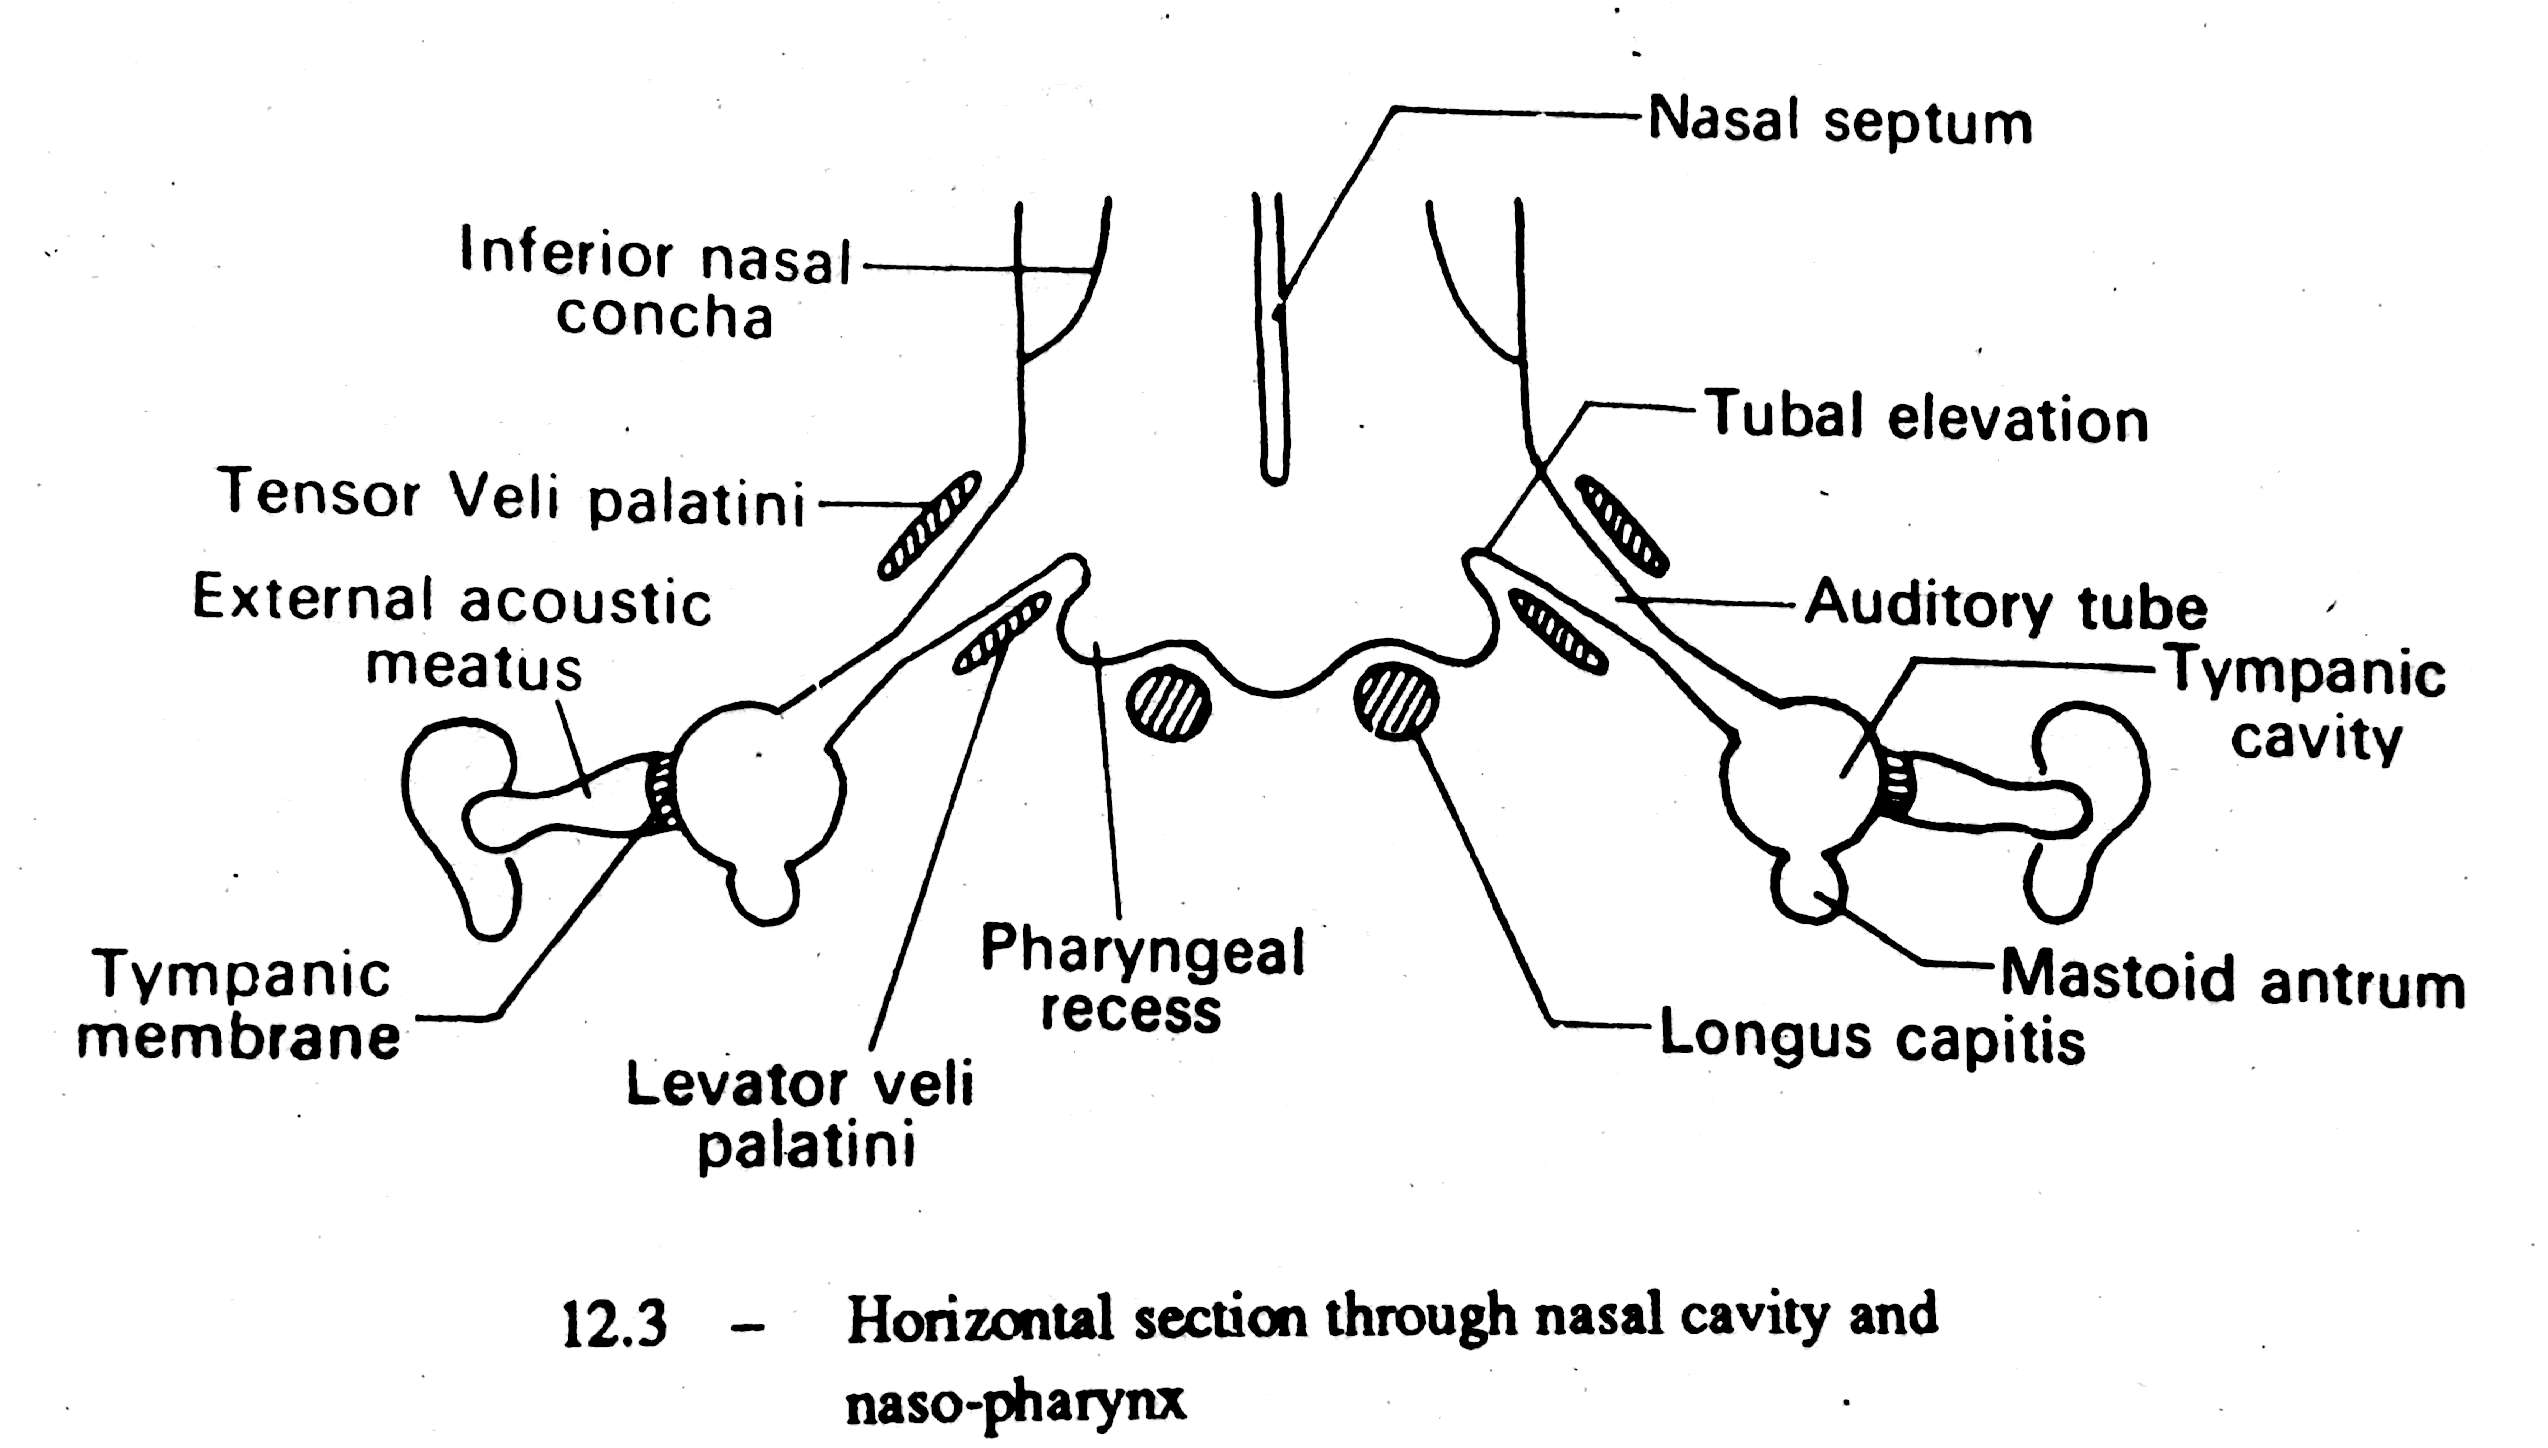 Nasal septum
Inferior nasal
concha
Tubal elevation
Tensor Veli palatini
External acoustic
meatus
Auditory tube
Tympanic
cavity
Pharyngeal
recess
Tympanic
membrane
Mastoid antrum
Longus capitis
Levator veli
palatini
12.3 - Horizontal section through nasal cavity and
naso-pharynx